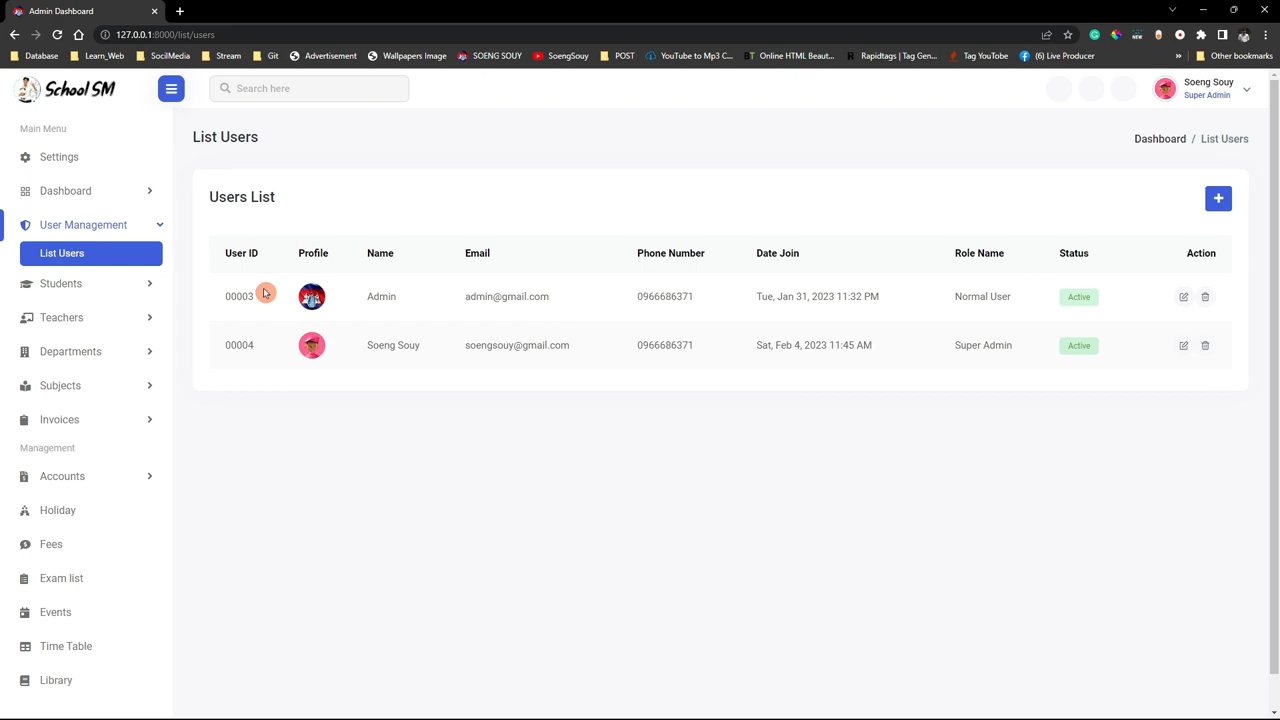 Admin Dashboard
127.0.0.1:8000/list/users
Database Learn_Web SocilMedia Stream Git Advertisement Wallpapers Image SOENG SOUY SoengSouy POST YouTube to Mp3 C... BT Online HTML Beaut... R Rapidtags | Tag Gen... Tag YouTube (6) Live Producer » Other bookmarks
School SM
Search here
Soeng Souy
Super Admin
Main Menu
Settings
Dashboard
User Management
List Users
Students
Teachers
Departments
Subjects
Invoices
Management
Accounts
Holiday
Fees
Exam list
Events
Time Table
Library
List Users
Dashboard / List Users
Users List
User ID Profile Name Email Phone Number Date Join Role Name Status Action
00003 Admin admin@gmail.com 0966686371 Tue, Jan 31, 2023 11:32 PM Normal User Active
00004 Soeng Souy soengsouy@gmail.com 0966686371 Sat, Feb 4, 2023 11:45 AM Super Admin Active